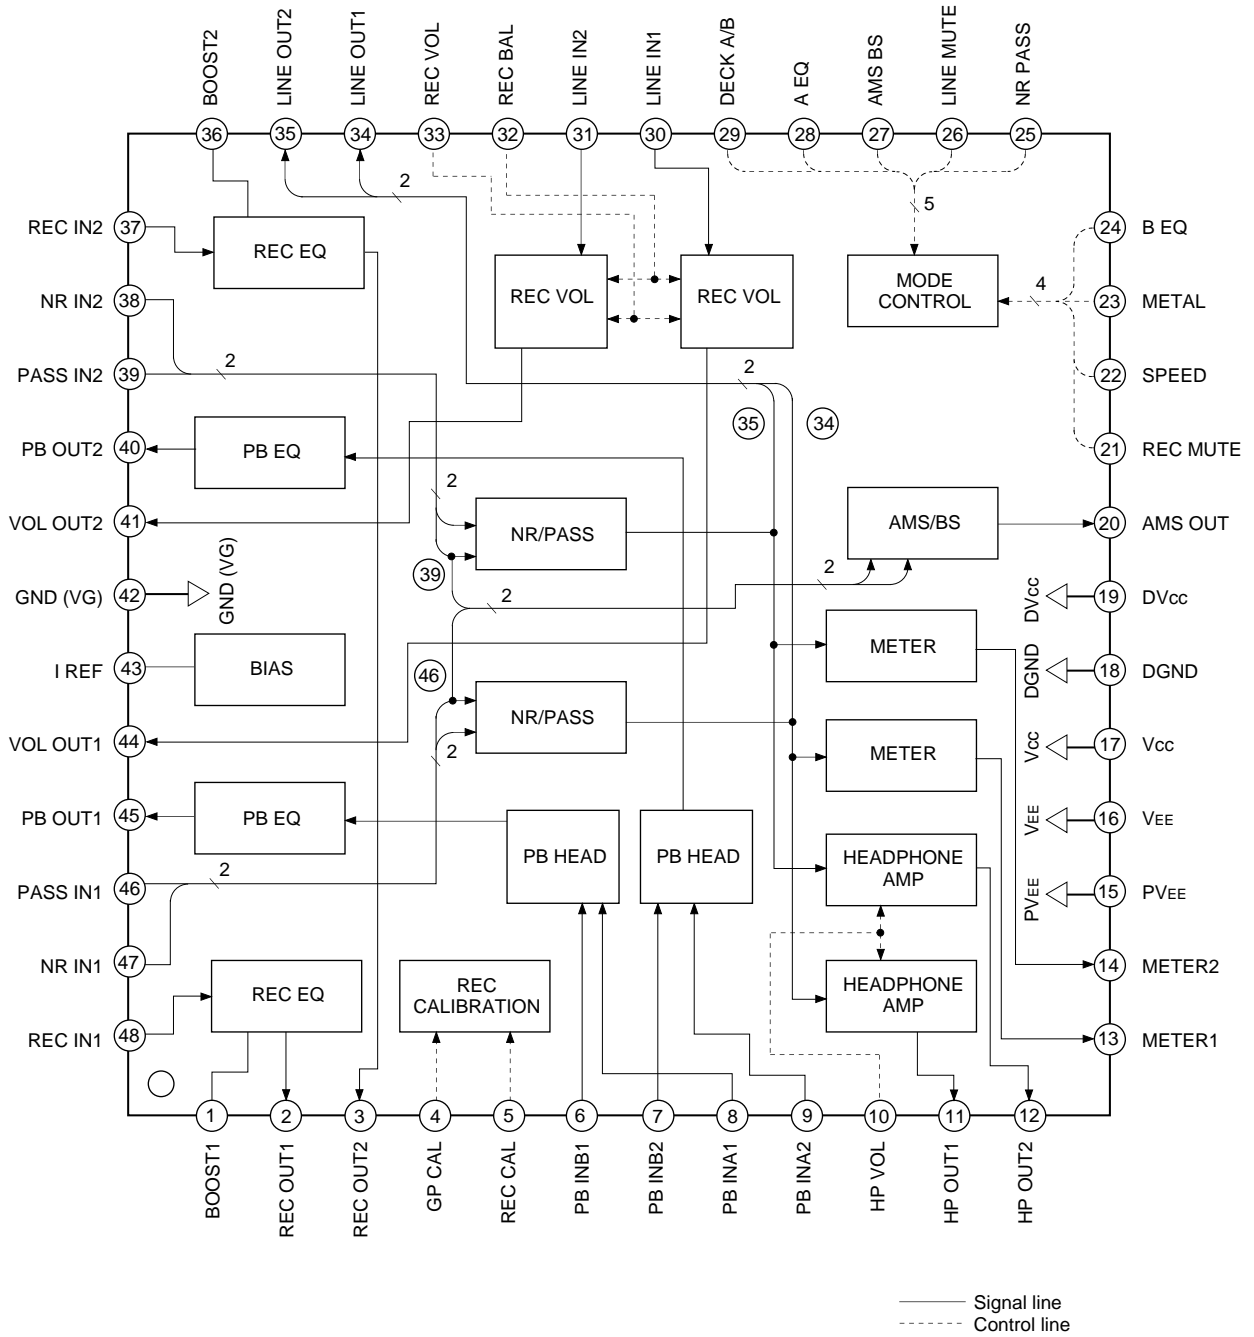 BOOST2
LINE OUT2
LINE OUT1
REC VOL
REC BAL
LINE IN2
LINE IN1
DECK A/B
A EQ
AMS BS
LINE MUTE
NR PASS
36
35
34
33
32
31
30
29
28
27
26
25
2
5
REC IN2
37
REC EQ
24
B EQ
NR IN2
38
REC VOL
REC VOL
MODE
CONTROL
4
23
METAL
PASS IN2
39
2
2
22
SPEED
35
34
PB OUT2
40
PB EQ
21
REC MUTE
2
VOL OUT2
41
NR/PASS
AMS/BS
20
AMS OUT
39
GND (VG)
42
GND (VG)
2
2
DVcc
19
DVcc
I REF
43
BIAS
46
METER
DGND
18
DGND
VOL OUT1
44
NR/PASS
2
METER
Vcc
17
Vcc
PB OUT1
45
PB EQ
VEE
16
VEE
PB HEAD
PB HEAD
HEADPHONE
AMP
PASS IN1
46
2
PVEE
15
PVEE
NR IN1
47
14
METER2
REC EQ
REC
CALIBRATION
HEADPHONE
AMP
REC IN1
48
13
METER1
1
2
3
4
5
6
7
8
9
10
11
12
BOOST1
REC OUT1
REC OUT2
GP CAL
REC CAL
PB INB1
PB INB2
PB INA1
PB INA2
HP VOL
HP OUT1
HP OUT2
Signal line
Control line